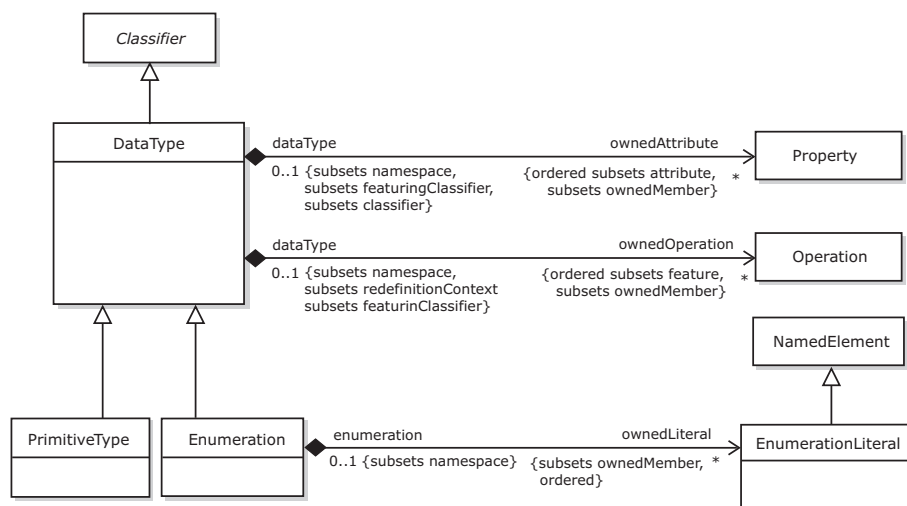 Classifier
DataType
dataType
ownedAttribute
Property
0..1 {subsets namespace,
subsets featuringClassifier,
subsets classifier}
{ordered subsets attribute,
subsets ownedMember}
*
dataType
ownedOperation
Operation
0..1 {subsets namespace,
subsets redefinitionContext
subsets featurinClassifier}
{ordered subsets feature,
subsets ownedMember}
*
NamedElement
PrimitiveType
Enumeration
enumeration
ownedLiteral
EnumerationLiteral
0..1 {subsets namespace}
{subsets ownedMember,
ordered}
*